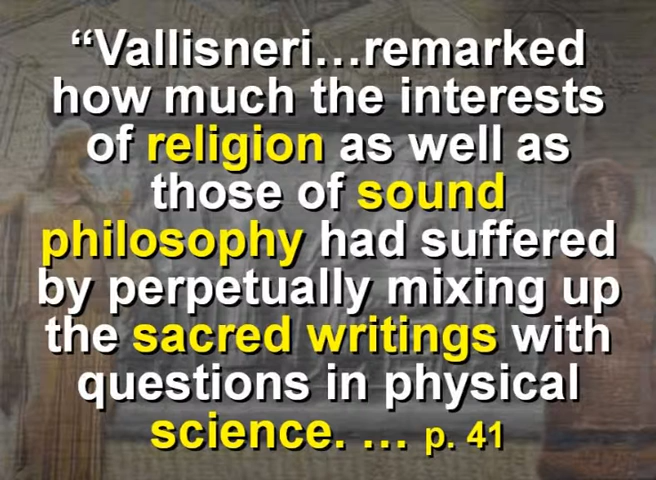 “Vallisneri…remarked
how much the interests
of religion as well as
those of sound
philosophy had suffered
by perpetually mixing up
the sacred writings with
questions in physical
science. … p. 41